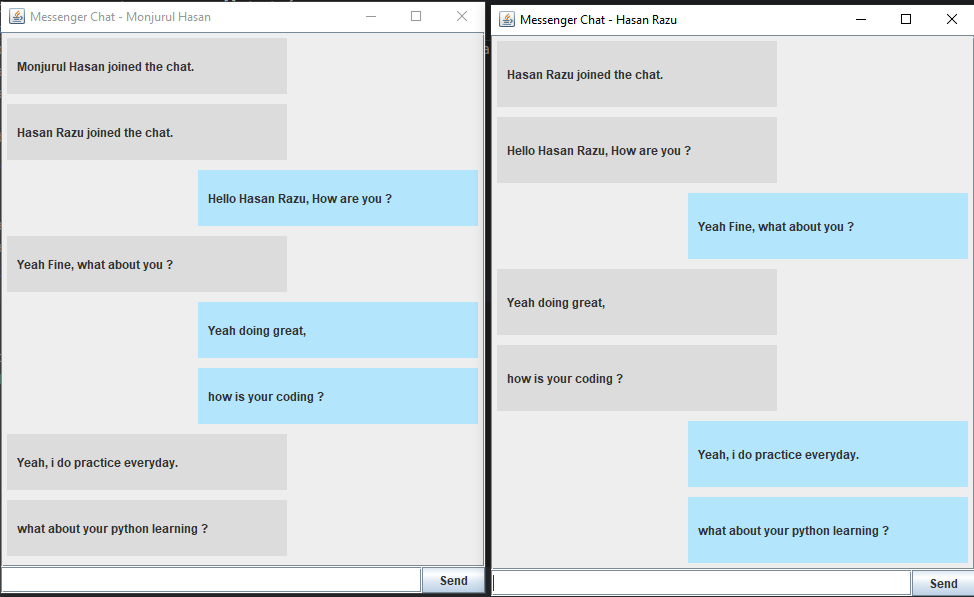 Messenger Chat - Monjurul Hasan
Monjurul Hasan joined the chat.
Hasan Razu joined the chat.
Hello Hasan Razu, How are you ?
Yeah Fine, what about you ?
Yeah doing great,
how is your coding ?
Yeah, i do practice everyday.
what about your python learning ?
Send
Messenger Chat - Hasan Razu
Hasan Razu joined the chat.
Hello Hasan Razu, How are you ?
Yeah Fine, what about you ?
Yeah doing great,
how is your coding ?
Yeah, i do practice everyday.
what about your python learning ?
Send